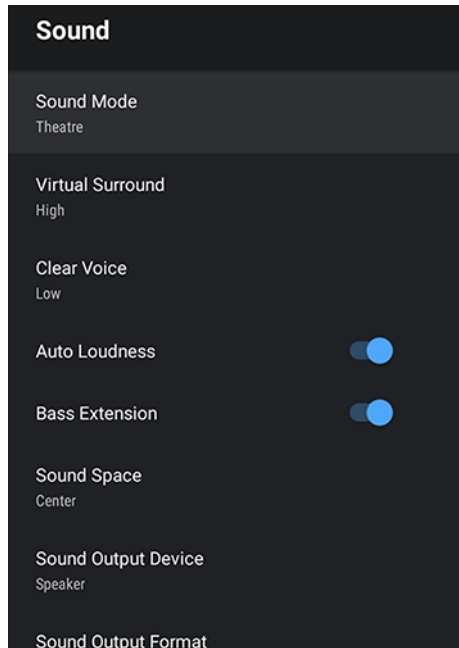 Sound
Sound Mode
Theatre
Virtual Surround
High
Clear Voice
Low
Auto Loudness
Bass Extension
Sound Space
Center
Sound Output Device
Speaker
Sound Output Format